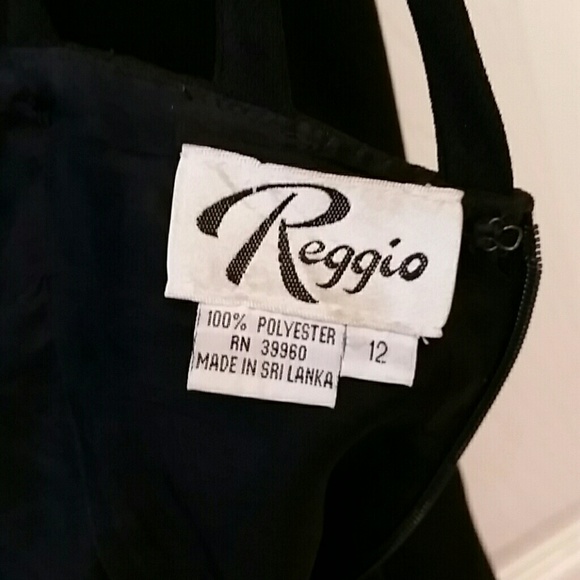 Reggio
100% POLYESTER
RN 39960
MADE IN SRI LANKA
12